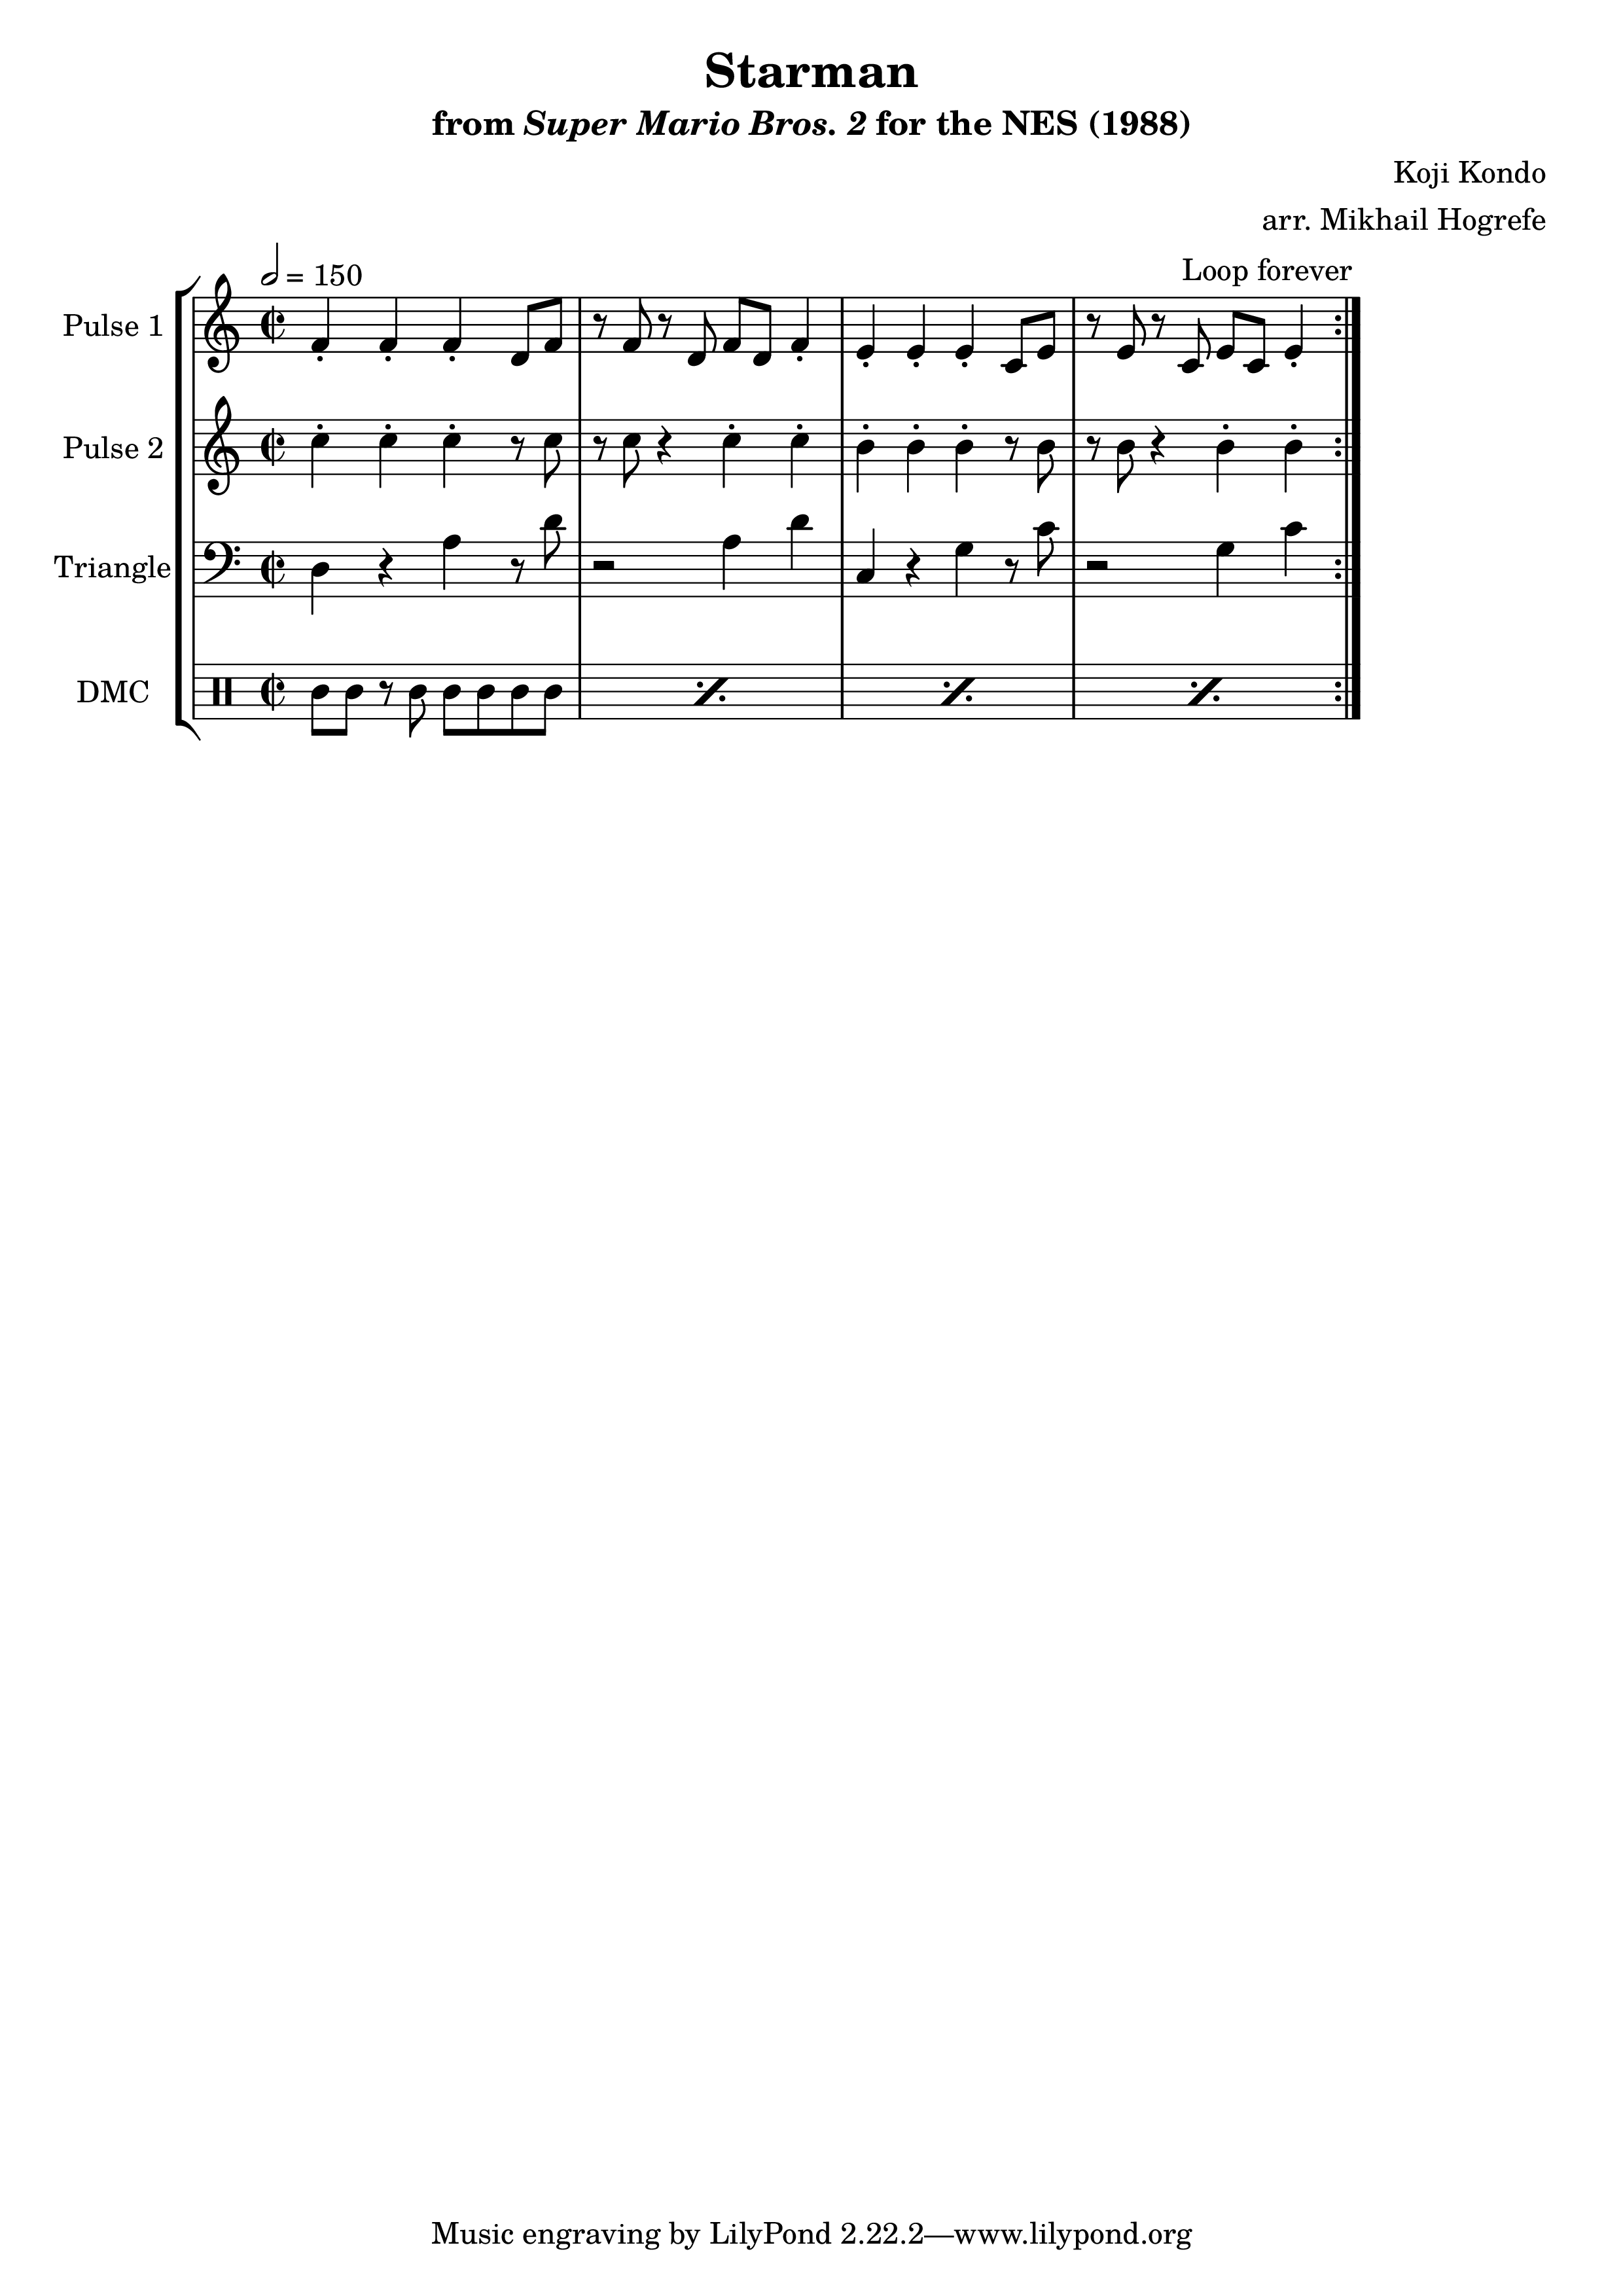 Starman
from Super Mario Bros. 2 for the NES (1988)
Koji Kondo
arr. Mikhail Hogrefe
= 150
Loop forever
Pulse 1
Pulse 2
Triangle
DMC
Music engraving by LilyPond 2.22.2—www.lilypond.org